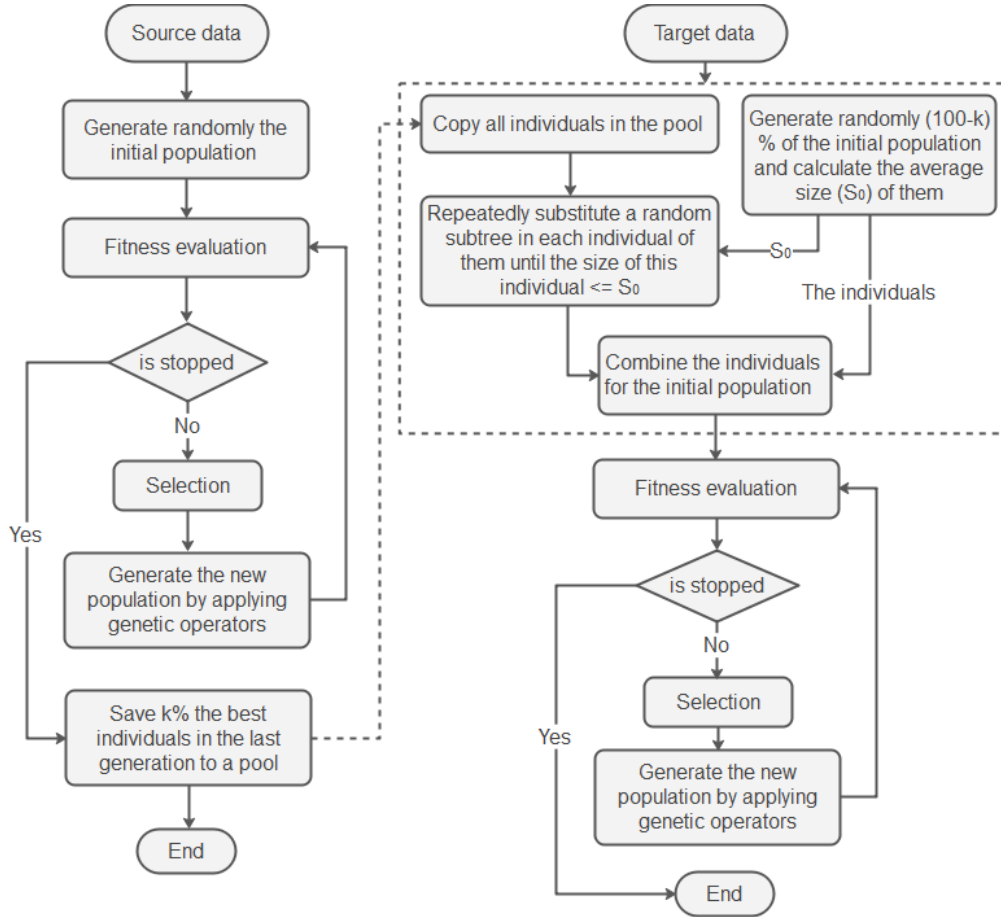 Source data
Generate randomly the
initial population
Fitness evaluation
is stopped
No
Selection
Yes
Generate the new
population by applying
genetic operators
Save k% the best
individuals in the last
generation to a pool
End
Target data
Copy all individuals in the pool
Generate randomly (100-k)
% of the initial population
and calculate the average
size (S₀) of them
Repeatedly substitute a random
subtree in each individual of
them until the size of this
individual <= S₀
S₀
The individuals
Combine the individuals
for the initial population
Fitness evaluation
is stopped
No
Selection
Yes
Generate the new
population by applying
genetic operators
End